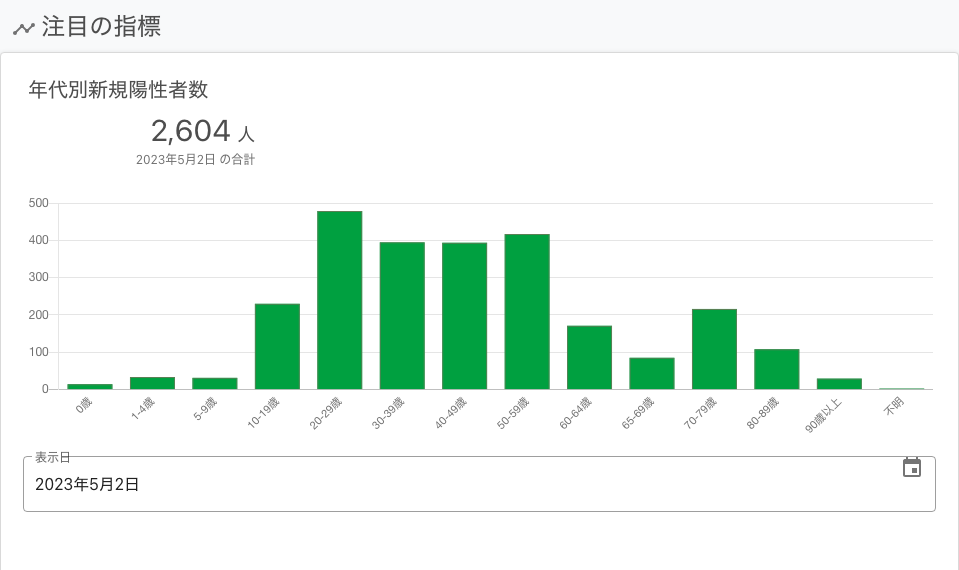 注目の指標
年代別新規陽性者数
2,604 人
2023年5月2日 の合計
500
400
300
200
100
0
0歳
1-4歳
5-9歳
10-19歳
20-29歳
30-39歳
40-49歳
50-59歳
60-64歳
65-69歳
70-79歳
80-89歳
90歳以上
不明
表示日
2023年5月2日